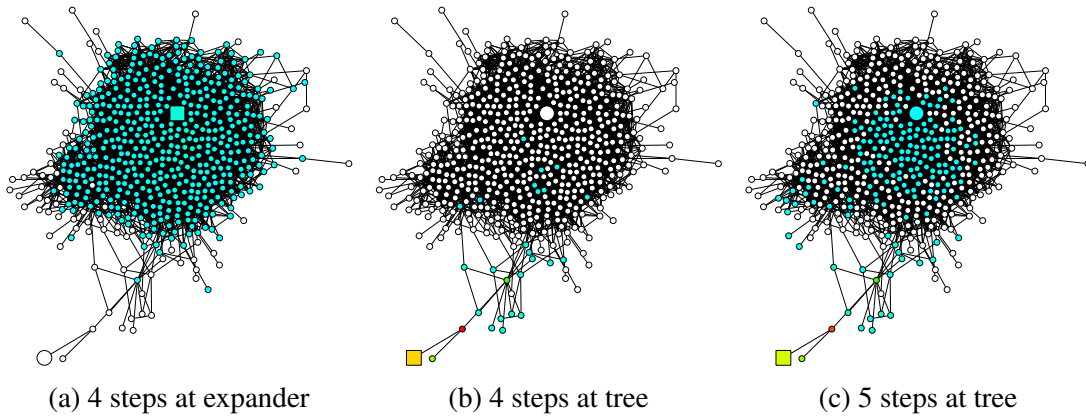 (a) 4 steps at expander
(b) 4 steps at tree
(c) 5 steps at tree